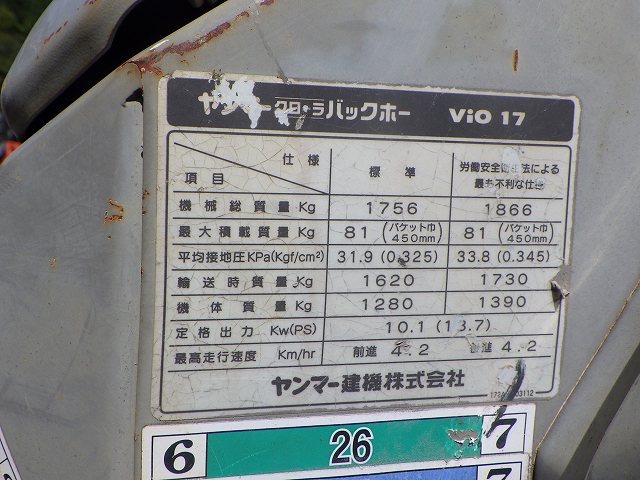 ヤンマークローラバックホー ViO 17
仕様 標準 労働安全衛生法による
項目 最も不利な仕様
機械総質量 Kg 1756 1866
最大積載質量 Kg 81 (バケット巾 450mm) 81 (バケット巾 450mm)
平均接地圧 KPa(Kgf/cm²) 31.9 (0.325) 33.8 (0.345)
輸送時質量 Kg 1620 1730
機体質量 Kg 1280 1390
定格出力 Kw(PS) 10.1 (13.7)
最高走行速度 Km/hr 前進 4.2 後進 4.2
ヤンマー建機株式会社
6 26 7
7